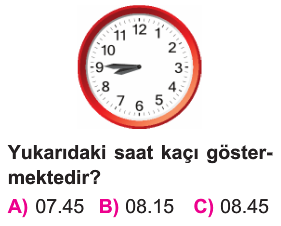 12
11 1
10 2
9 3
8 4
7 5
6
Yukarıdaki saat kaçı göster-
mektedir?
A) 07.45 B) 08.15 C) 08.45